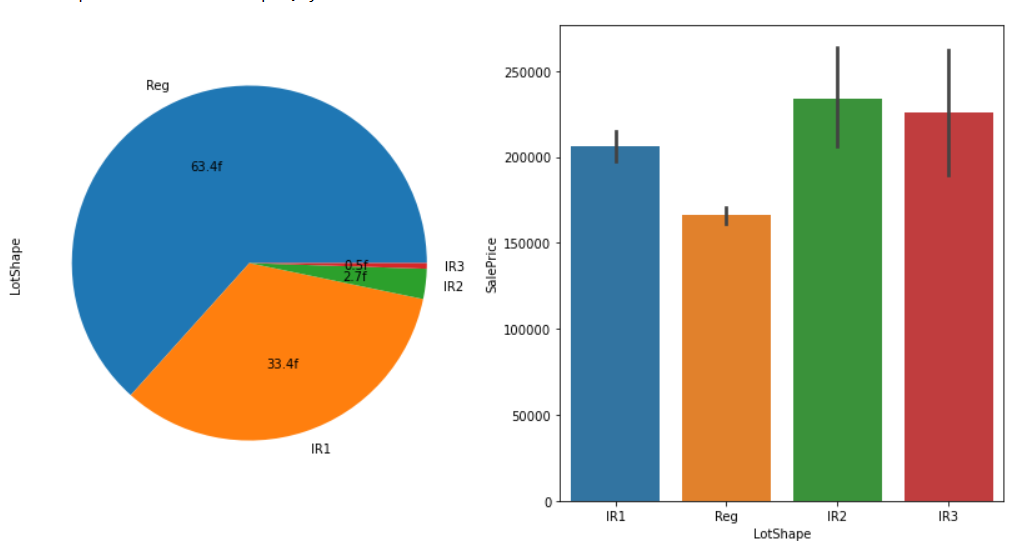 Reg
63.4f
0.5f
2.7f
IR3
IR2
33.4f
IR1
LotShape
250000
200000
150000
100000
50000
0
SalePrice
IR1 Reg IR2 IR3
LotShape